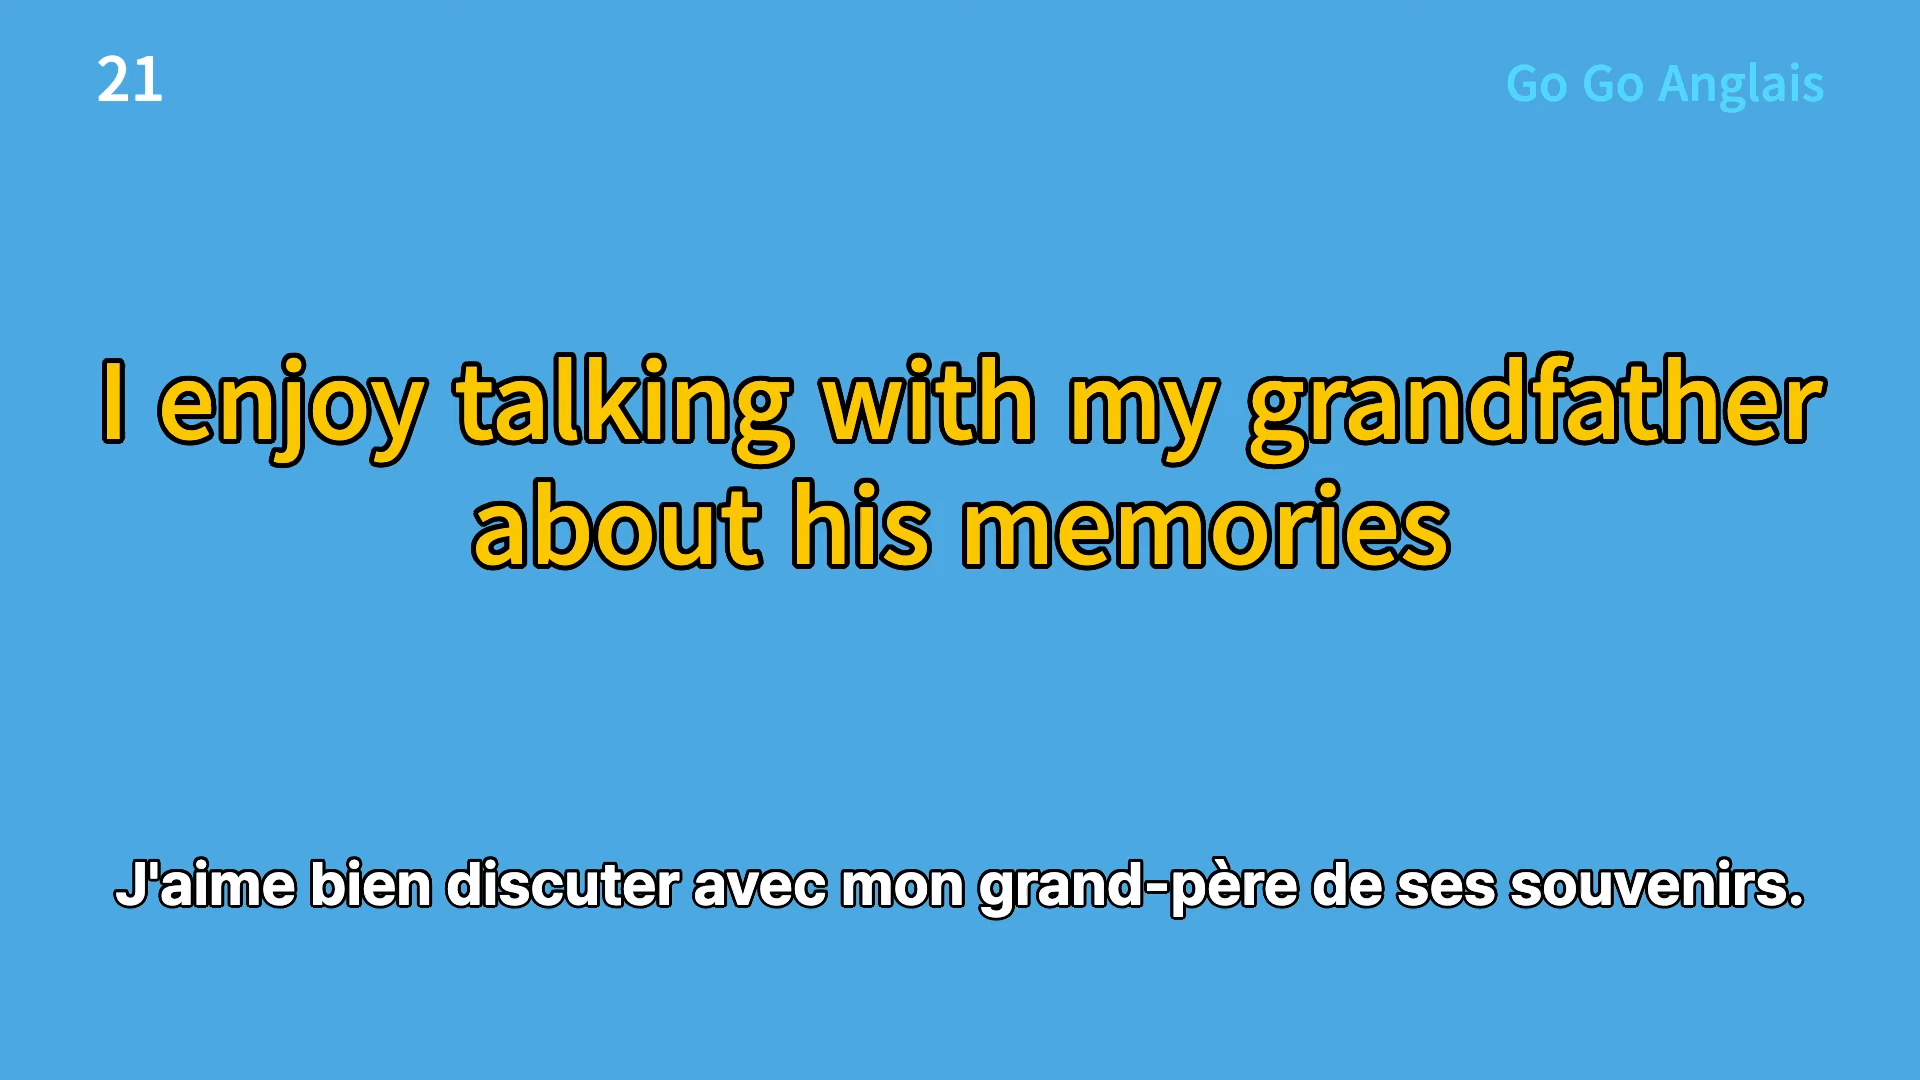 21
Go Go Anglais
I enjoy talking with my grandfather
about his memories
J'aime bien discuter avec mon grand-père de ses souvenirs.